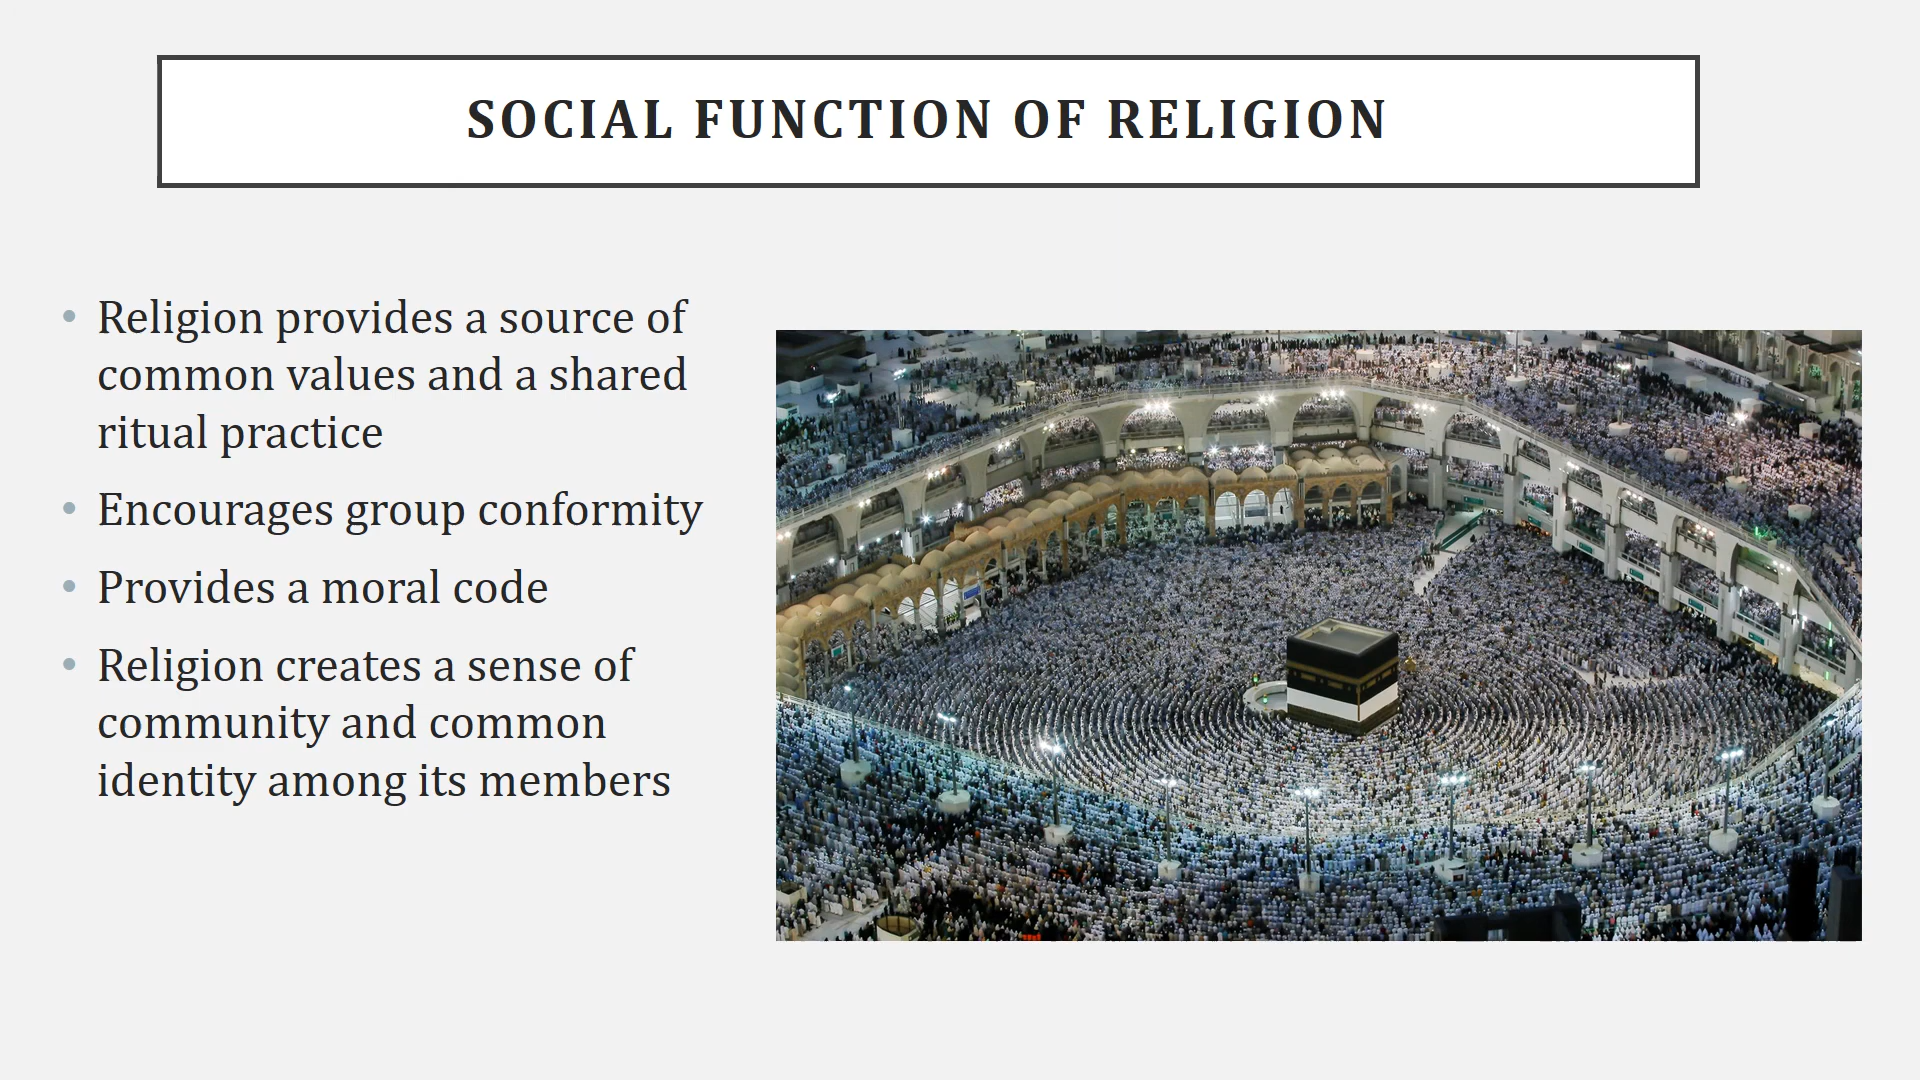 SOCIAL FUNCTION OF RELIGION
• Religion provides a source of
common values and a shared
ritual practice
• Encourages group conformity
• Provides a moral code
• Religion creates a sense of
community and common
identity among its members